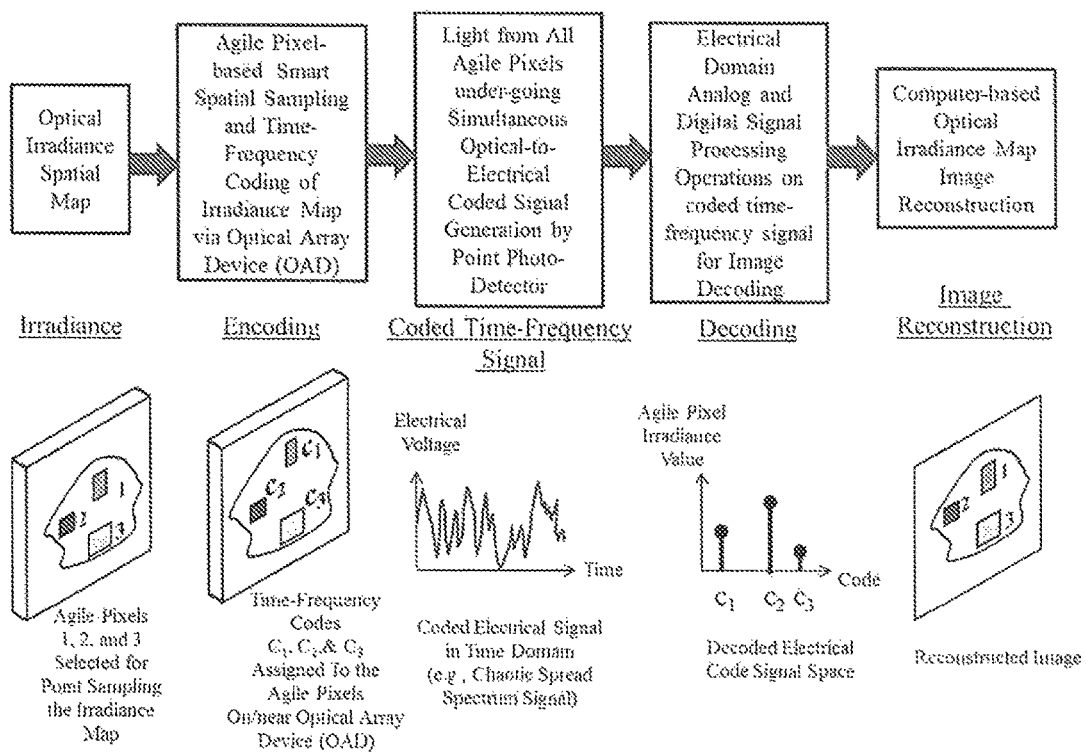 Optical
Irradiance
Spatial
Map
Agile Pixel-
based Smart
Spatial Sampling
and Time-
Frequency
Coding of
Irradiance Map
via Optical Array
Device (OAD)
Light from All
Agile Pixels
under-going
Simultaneous
Optical-to-
Electrical
Coded Signal
Generation by
Point Photo-
Detector
Electrical
Domain
Analog and
Digital Signal
Processing
Operations on
coded time-
frequency signal
for Image
Decoding
Computer-based
Optical
Irradiance Map
Image
Reconstruction
Irradiance
Encoding
Coded Time-Frequency
Signal
Decoding
Image
Reconstruction
1
2
3
Agile Pixels
1, 2, and 3
Selected for
Point Sampling
the Irradiance
Map
C1
C2
C3
Time-Frequency
Codes
C1, C2 & C3
Assigned To the
Agile Pixels
On/near Optical Array
Device (OAD)
Electrical
Voltage
Time
Coded Electrical Signal
in Time Domain
(e.g., Chaotic Spread
Spectrum Signal)
Agile Pixel
Irradiance
Value
Code
C1 C2 C3
Decoded Electrical
Code Signal Space
1
2
3
Reconstructed Image